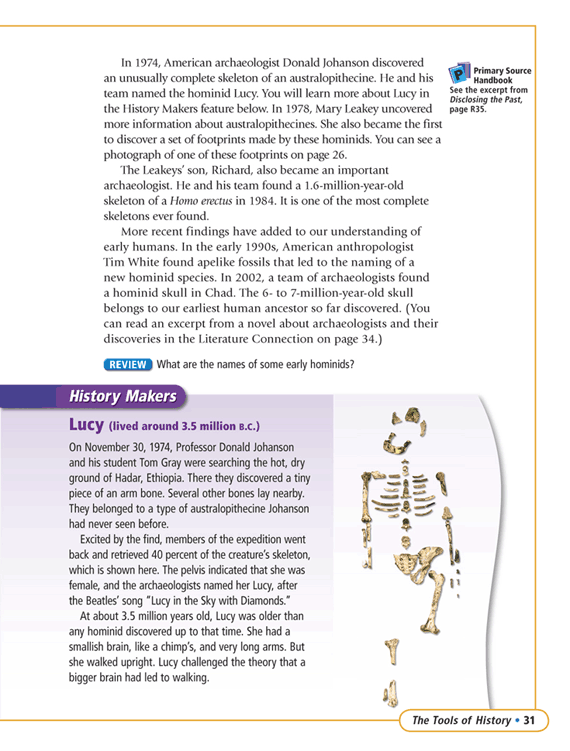 In 1974, American archaeologist Donald Johanson discovered
an unusually complete skeleton of an australopithecine. He and his
team named the hominid Lucy. You will learn more about Lucy in
the History Makers feature below. In 1978, Mary Leakey uncovered
more information about australopithecines. She also became the first
to discover a set of footprints made by these hominids. You can see a
photograph of one of these footprints on page 26.
The Leakeys' son, Richard, also became an important
archaeologist. He and his team found a 1.6-million-year-old
skeleton of a Homo erectus in 1984. It is one of the most complete
skeletons ever found.
More recent findings have added to our understanding of
early humans. In the early 1990s, American anthropologist
Tim White found apelike fossils that led to the naming of a
new hominid species. In 2002, a team of archaeologists found
a hominid skull in Chad. The 6- to 7-million-year-old skull
belongs to our earliest human ancestor so far discovered. (You
can read an excerpt from a novel about archaeologists and their
discoveries in the Literature Connection on page 34.)
REVIEW What are the names of some early hominids?
P
Primary Source
Handbook
See the excerpt from
Disclosing the Past,
page R35.
History Makers
Lucy (lived around 3.5 million B.C.)
On November 30, 1974, Professor Donald Johanson
and his student Tom Gray were searching the hot, dry
ground of Hadar, Ethiopia. There they discovered a tiny
piece of an arm bone. Several other bones lay nearby.
They belonged to a type of australopithecine Johanson
had never seen before.
Excited by the find, members of the expedition went
back and retrieved 40 percent of the creature's skeleton,
which is shown here. The pelvis indicated that she was
female, and the archaeologists named her Lucy, after
the Beatles' song "Lucy in the Sky with Diamonds."
At about 3.5 million years old, Lucy was older than
any hominid discovered up to that time. She had a
smallish brain, like a chimp's, and very long arms. But
she walked upright. Lucy challenged the theory that a
bigger brain had led to walking.
The Tools of History • 31